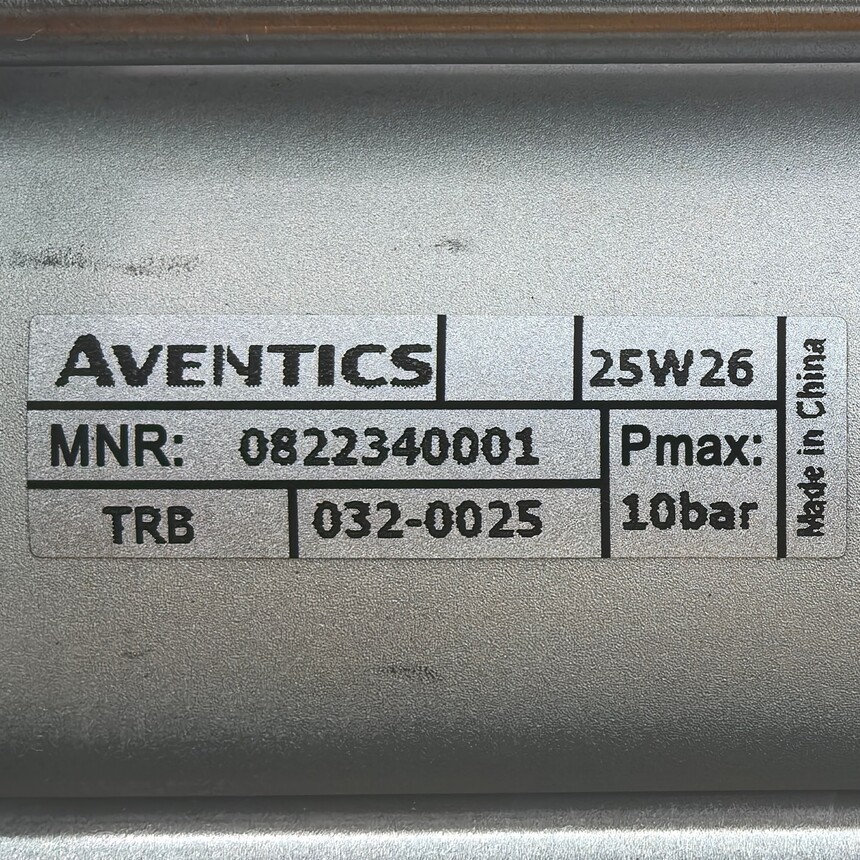 AVENTICS
25W26
MNR: 0822340001
Pmax:
10bar
TRB
032-0025
Made in China